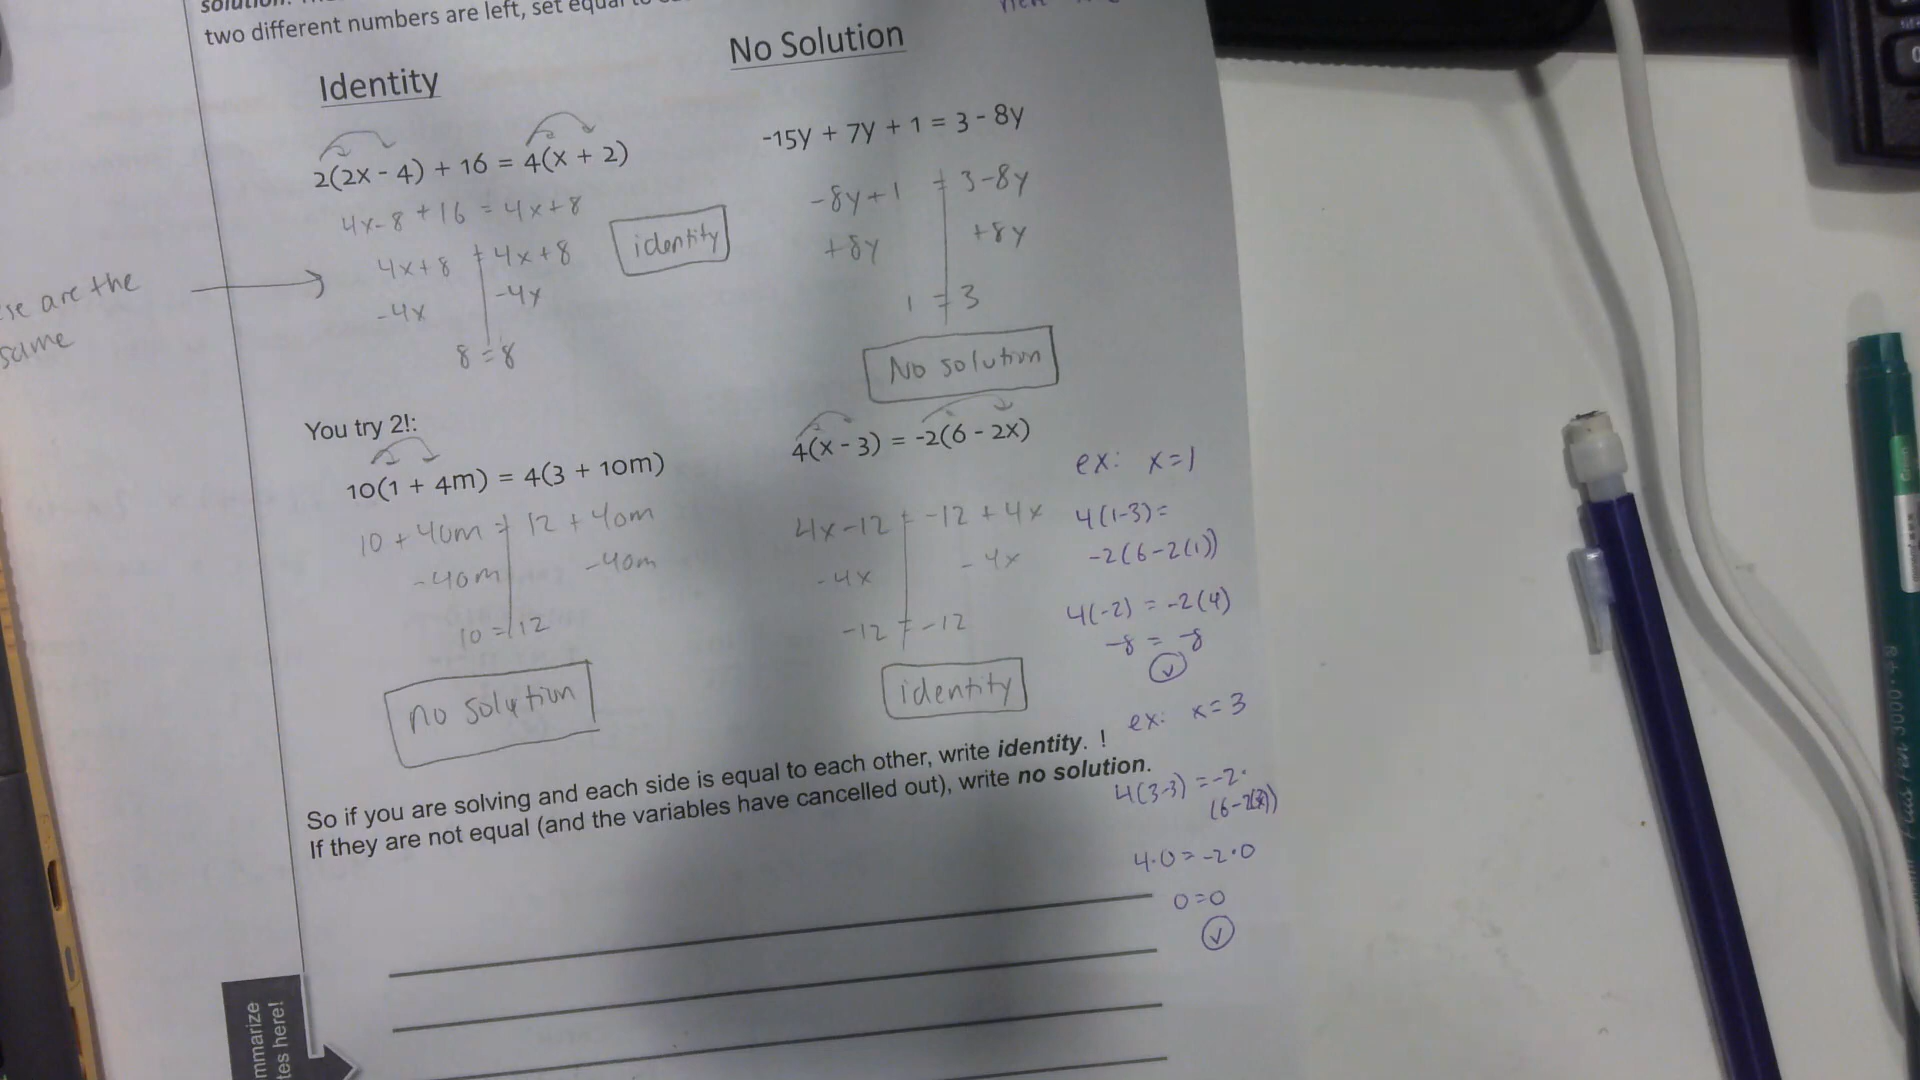 two different numbers are left, set equal to
Identity
No Solution
2(2x - 4) + 16 = 4(x + 2)
4x-8 +16 = 4x+8
4x+8 = 4x+8
-4x -4x
8 = 8
identity
are the
same
-15y + 7y + 1 = 3 - 8y
-8y+1 = 3-8y
+8y +8y
1 = 3
No solution
You try 2!:
10(1 + 4m) = 4(3 + 10m)
10 + 40m = 12 + 40m
-40m -40m
10 = 12
no solution
4(x - 3) = -2(6 - 2x)
4x-12 = -12 + 4x
-4x -4x
-12 = -12
identity
ex: x=1
4(1-3)=
-2(6-2(1))
4(-2) = -2(4)
-8 = -8
✓
ex: x=3
4(3-3) = -2·
(6-2(3))
4·0 = -2·0
0=0
✓
So if you are solving and each side is equal to each other, write identity. !
If they are not equal (and the variables have cancelled out), write no solution.